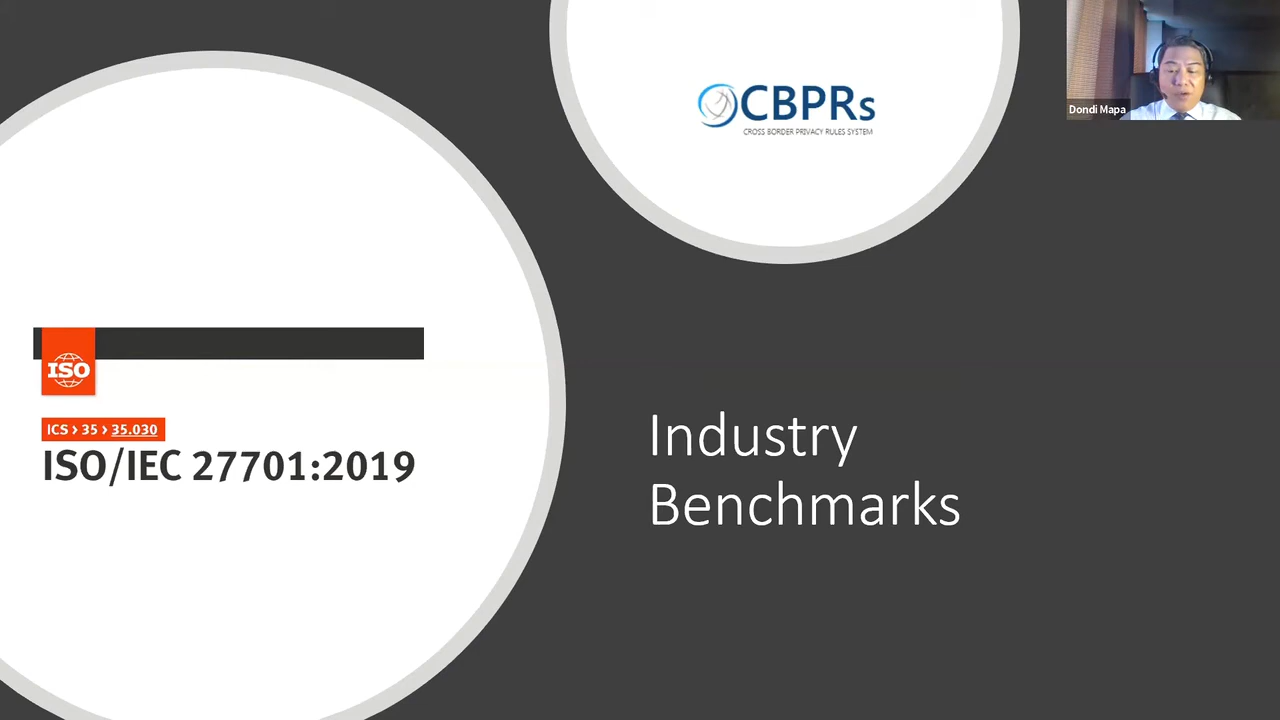 CBPRs
CROSS BORDER PRIVACY RULES SYSTEM
Dondi Mapa
ISO
ICS › 35 › 35.030
ISO/IEC 27701:2019
Industry
Benchmarks